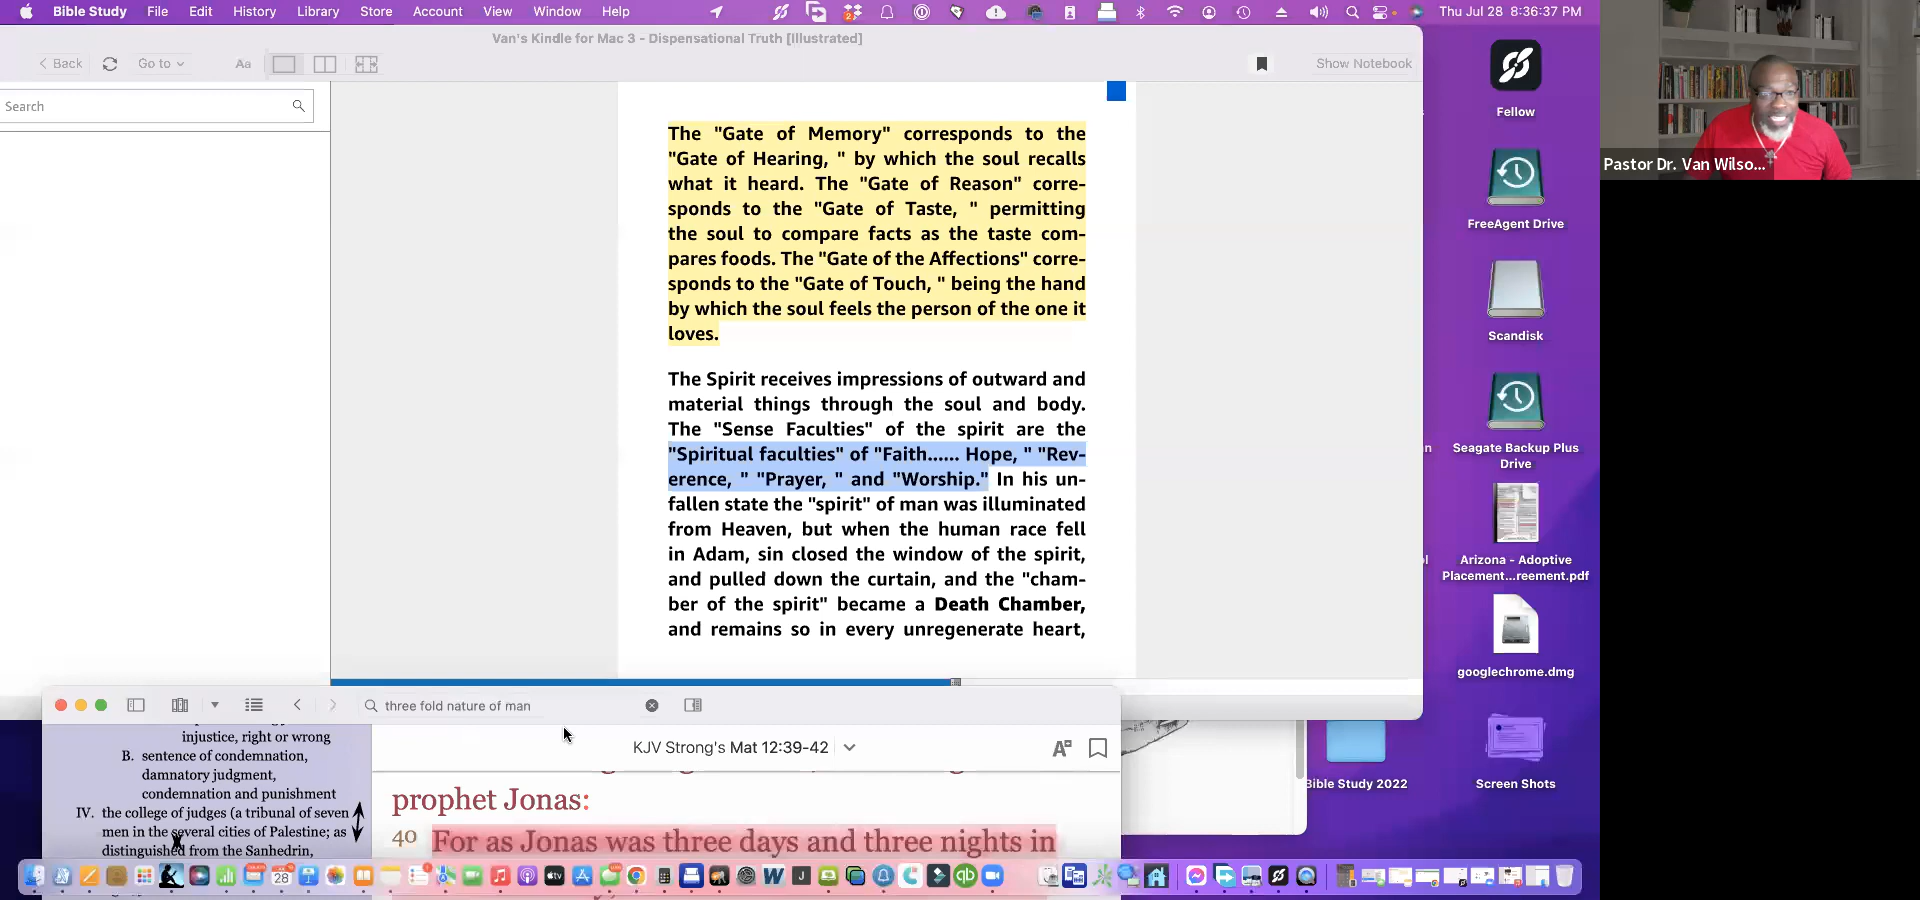 Bible Study File Edit History Library Store Account View Window Help Thu Jul 28 8:36:37 PM
Van's Kindle for Mac 3 - Dispensational Truth [Illustrated]
Back Go to Aa Show Notebook
Search
The "Gate of Memory" corresponds to the
"Gate of Hearing, " by which the soul recalls
what it heard. The "Gate of Reason" corre-
sponds to the "Gate of Taste, " permitting
the soul to compare facts as the taste com-
pares foods. The "Gate of the Affections" corre-
sponds to the "Gate of Touch, " being the hand
by which the soul feels the person of the one it
loves.
The Spirit receives impressions of outward and
material things through the soul and body.
The "Sense Faculties" of the spirit are the
"Spiritual faculties" of "Faith...... Hope, " "Rev-
erence, " "Prayer, " and "Worship." In his un-
fallen state the "spirit" of man was illuminated
from Heaven, but when the human race fell
in Adam, sin closed the window of the spirit,
and pulled down the curtain, and the "cham-
ber of the spirit" became a Death Chamber,
and remains so in every unregenerate heart,
three fold nature of man
injustice, right or wrong
B. sentence of condemnation,
damnatory judgment,
condemnation and punishment
IV. the college of judges (a tribunal of seven
men in the several cities of Palestine; as
distinguished from the Sanhedrin,
KJV Strong's Mat 12:39-42
prophet Jonas:
40 For as Jonas was three days and three nights in
Fellow
FreeAgent Drive
Scandisk
Seagate Backup Plus
Drive
Arizona - Adoptive
Placement...reement.pdf
googlechrome.dmg
Bible Study 2022
Screen Shots
Pastor Dr. Van Wilso...